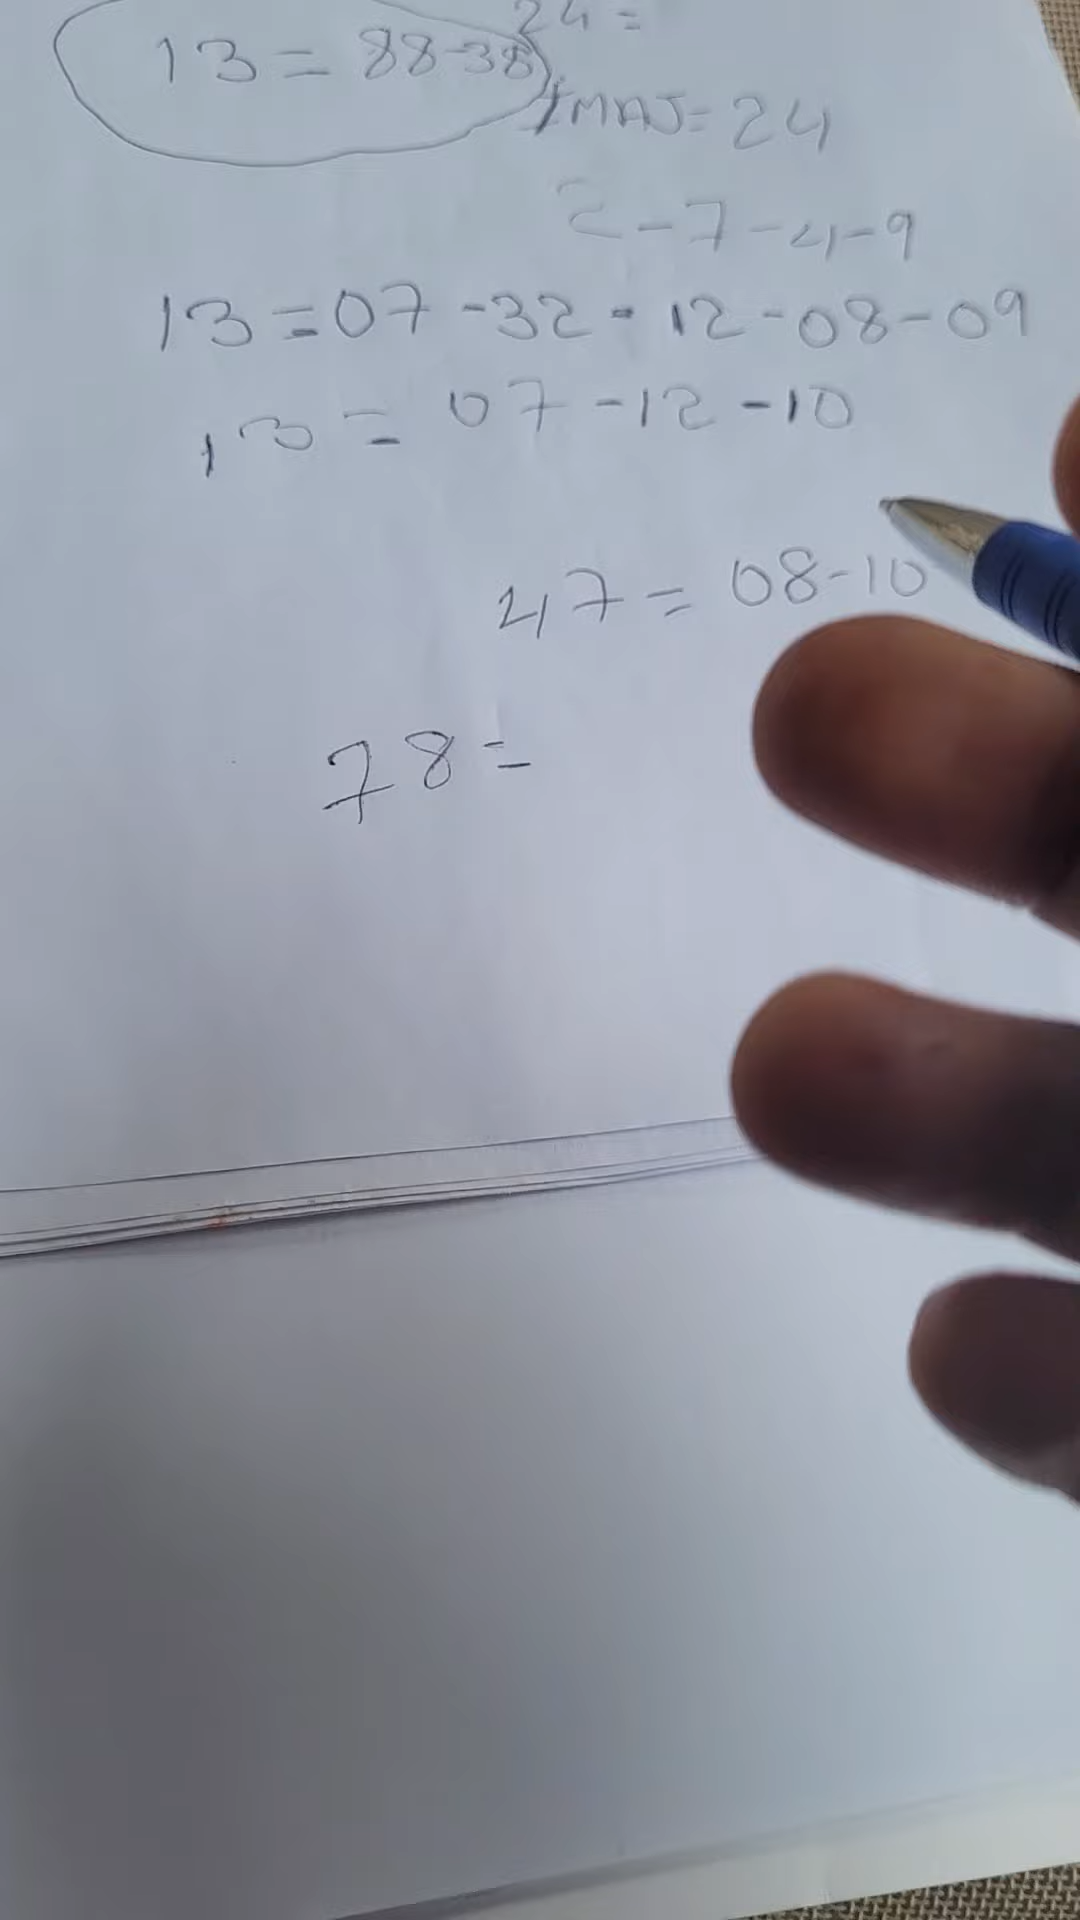 24 =
13 = 88-38
IMAJ= 24
2-7-4-9
13 = 07-32-12-08-09
13 = 07-12-10
47 = 08-10
78 =